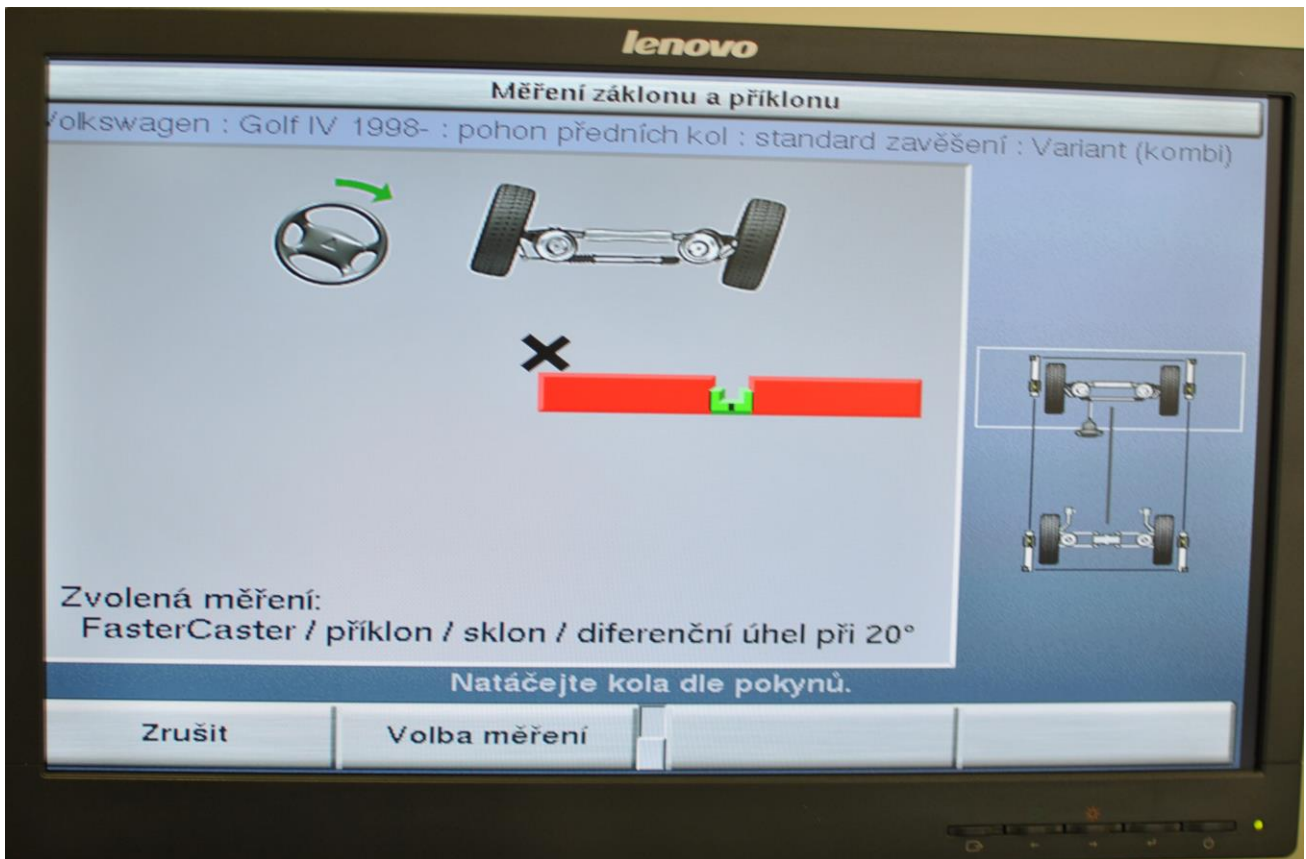 lenovo
Měření záklonu a příklonu
Volkswagen : Golf IV 1998- : pohon předních kol : standard zavěšení : Variant (kombi)
Zvolená měření:
FasterCaster / příklon / sklon / diferenční úhel při 20°
Natáčejte kola dle pokynů.
Zrušit
Volba měření